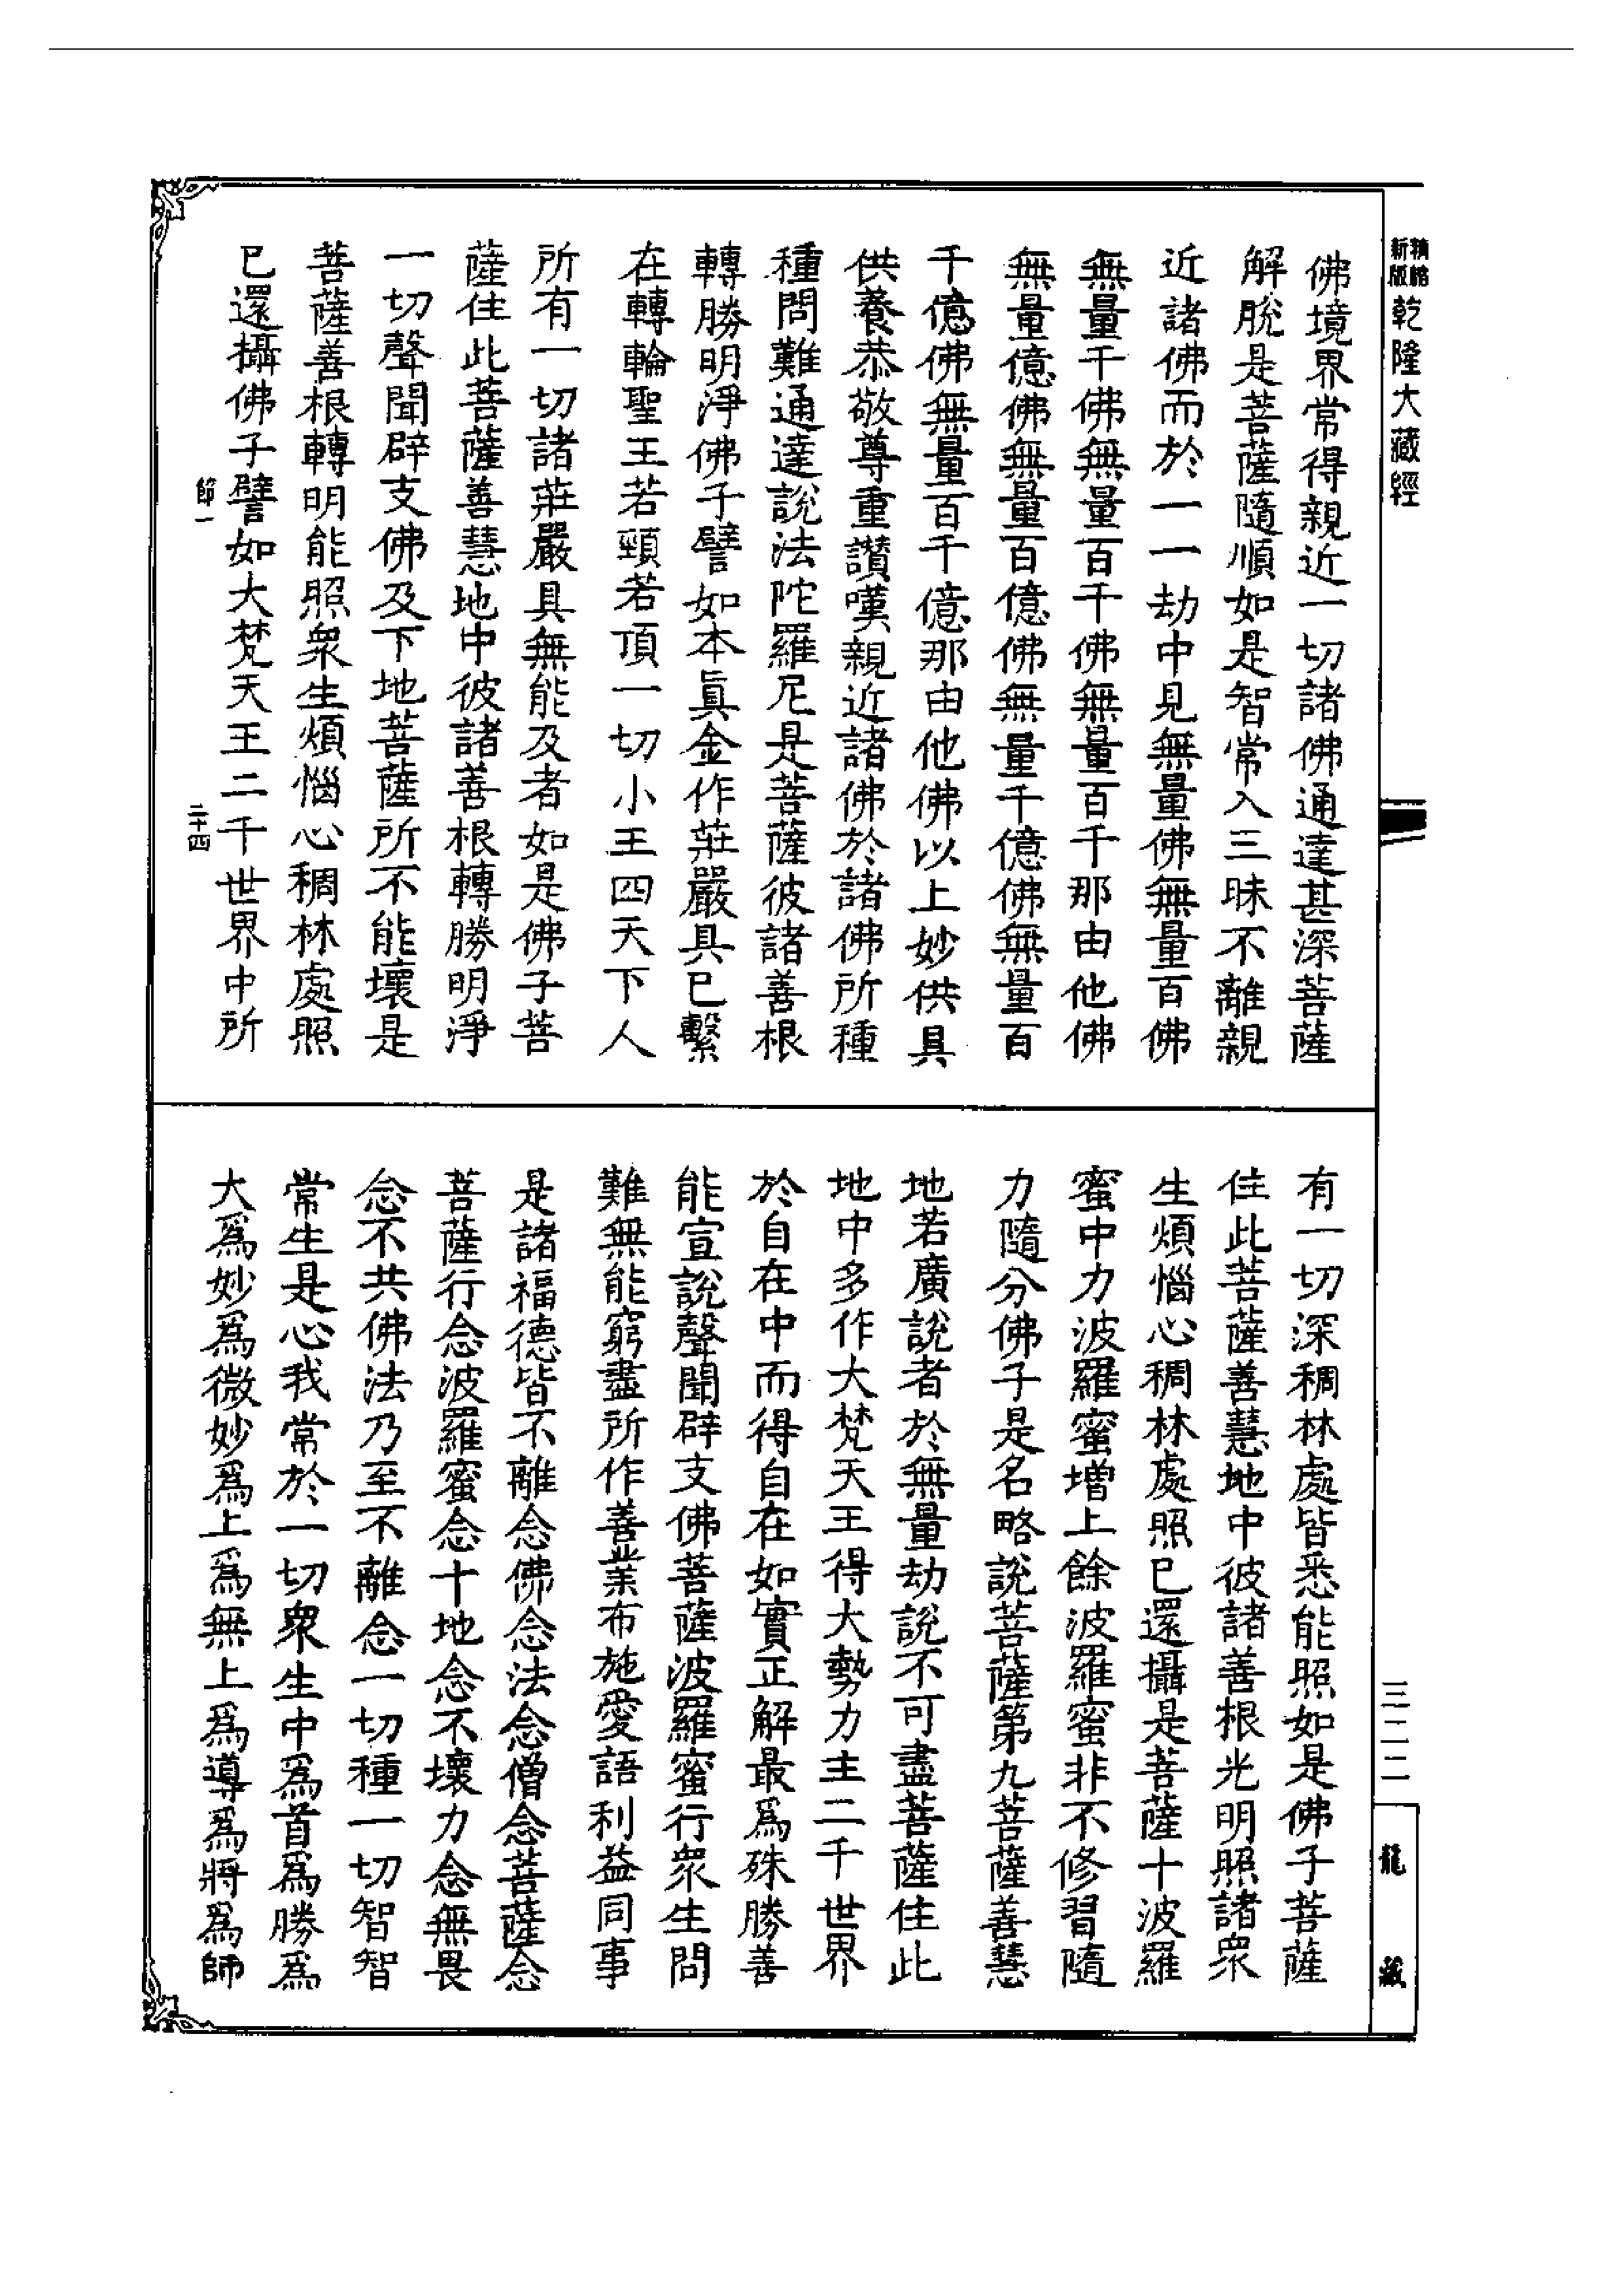 精縮新版乾隆大藏經
佛境界常得親近一切諸佛通達甚深菩薩
解脫是菩薩隨順如是智常入三昧不離親
近諸佛而於一一劫中見無量佛無量百佛
無量千佛無量百千佛無量百千那由他佛
無量億佛無量百億佛無量千億佛無量百
千億佛無量百千億那由他佛以上妙供具
供養恭敬尊重讚嘆親近諸佛於諸佛所種
種問難通達說法陀羅尼是菩薩彼諸善根
轉勝明淨佛子譬如本真金作莊嚴具已繫
在轉輪聖王若頸若頂一切小王四天下人
所有一切諸莊嚴具無能及者如是佛子菩
薩住此菩薩善慧地中彼諸善根轉勝明淨
一切聲聞辟支佛及下地菩薩所不能壞是
菩薩善根轉明能照衆生煩惱心稠林處照
已還攝佛子譬如大梵天王二千世界中所
節一 二十四
有一切深稠林處皆悉能照如是佛子菩薩
住此菩薩善慧地中彼諸善根光明照諸衆
生煩惱心稠林處照已還攝是菩薩十波羅
蜜中力波羅蜜增上餘波羅蜜非不修習隨
力隨分佛子是名略說菩薩第九菩薩善慧
地若廣說者於無量劫說不可盡菩薩住此
地中多作大梵天王得大勢力主二千世界
於自在中而得自在如實正解最爲殊勝善
能宣說聲聞辟支佛菩薩波羅蜜行衆生問
難無能窮盡所作善業布施愛語利益同事
是諸福德皆不離念佛念法念僧念菩薩念
菩薩行念波羅蜜念十地念不壞力念無畏
念不共佛法乃至不離念一切種一切智智
常生是心我常於一切衆生中爲首爲勝爲
大爲妙爲微妙爲上爲無上爲導爲將爲師
三二二
龍藏